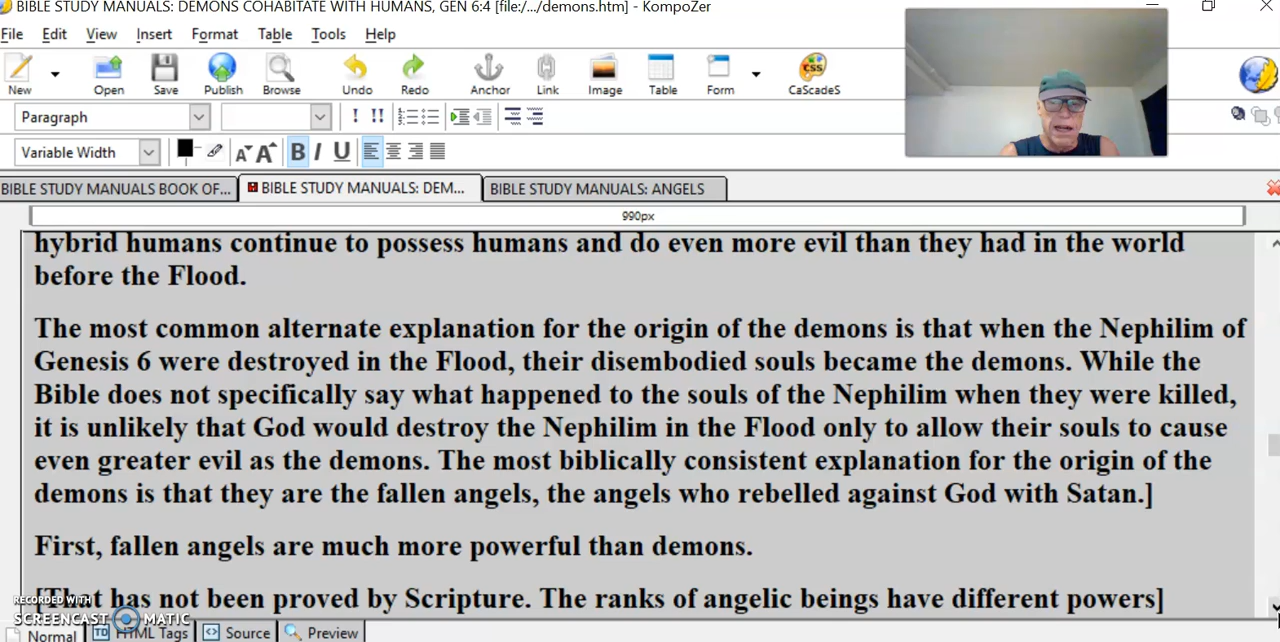 BIBLE STUDY MANUALS: DEMONS COHABITATE WITH HUMANS, GEN 6:4 [file:/.../demons.htm] - KompoZer
File Edit View Insert Format Table Tools Help
New Open Save Publish Browse Undo Redo Anchor Link Image Table Form CaScadeS
Paragraph
Variable Width
BIBLE STUDY MANUALS BOOK OF... BIBLE STUDY MANUALS: DEM... BIBLE STUDY MANUALS: ANGELS
990px
hybrid humans continue to possess humans and do even more evil than they had in the world
before the Flood.
The most common alternate explanation for the origin of the demons is that when the Nephilim of
Genesis 6 were destroyed in the Flood, their disembodied souls became the demons. While the
Bible does not specifically say what happened to the souls of the Nephilim when they were killed,
it is unlikely that God would destroy the Nephilim in the Flood only to allow their souls to cause
even greater evil as the demons. The most biblically consistent explanation for the origin of the
demons is that they are the fallen angels, the angels who rebelled against God with Satan.]
First, fallen angels are much more powerful than demons.
[That has not been proved by Scripture. The ranks of angelic beings have different powers]
RECORDED WITH
SCREENCAST MATIC
Normal HTML Tags Source Preview